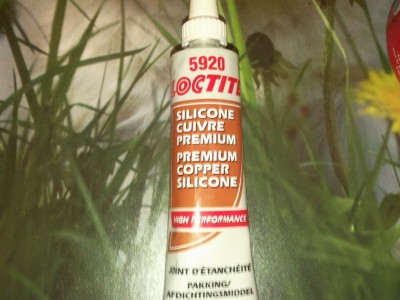 5920
LOCTITE
SILICONE
CUIVRE
PREMIUM
PREMIUM
COPPER
SILICONE
HIGH PERFORMANCE
JOINT D'ÉTANCHÉITÉ
PAKKING/
AFDICHTINGSMIDDEL